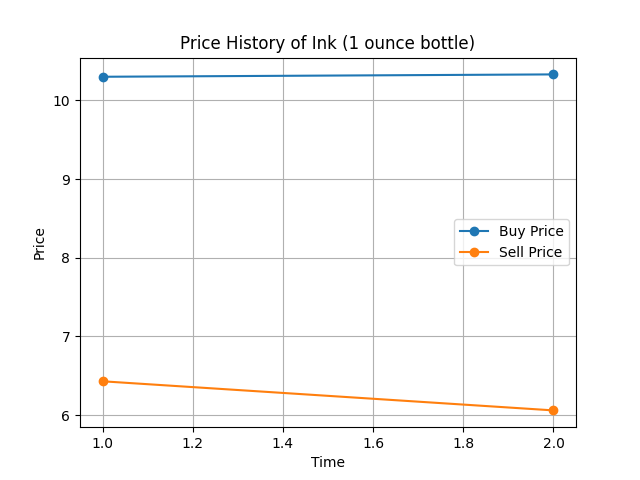 Price History of Ink (1 ounce bottle)
10
9
8
7
6
Price
Buy Price
Sell Price
1.0 1.2 1.4 1.6 1.8 2.0
Time